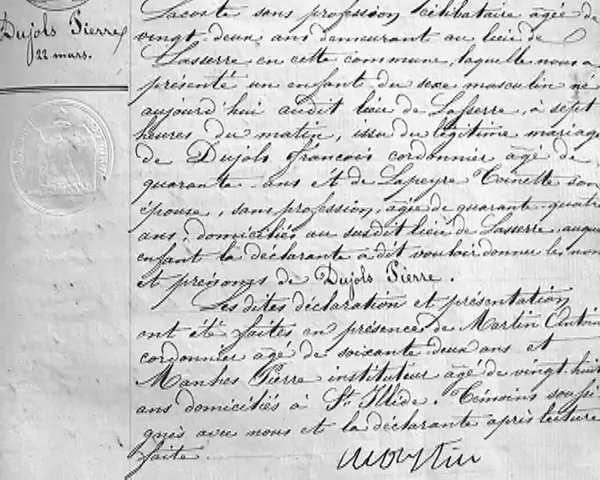 Dujols Pierre
22 mars.
Lacoste sans profession célibataire âgé de
vingt deux ans demeurant au lieu de
Lasserre en cette commune, laquelle nous a
présenté un enfant du sexe masculin né
aujourd'hui audit lieu de Lasserre, à sept
heures du matin, issu du légitime mariage
de Dujols François cordonnier âgé de
quarante ans et de Lapeyre Toinette son
épouse, sans profession, âgée de quarante quatre
ans, domiciliés au susdit lieu de Lasserre, auquel
enfant la déclarante a dit vouloir donner les nom
et prénoms de Dujols Pierre.
Les dites déclaration et présentation
ont été faites en présence de Martin Antoine
cordonnier âgé de soixante deux ans et
Manhes Pierre instituteur âgé de vingt huit
ans domiciliés à St Illide. Témoins soussi-
gnés avec nous et la déclarante après lecture
faite.
Martin